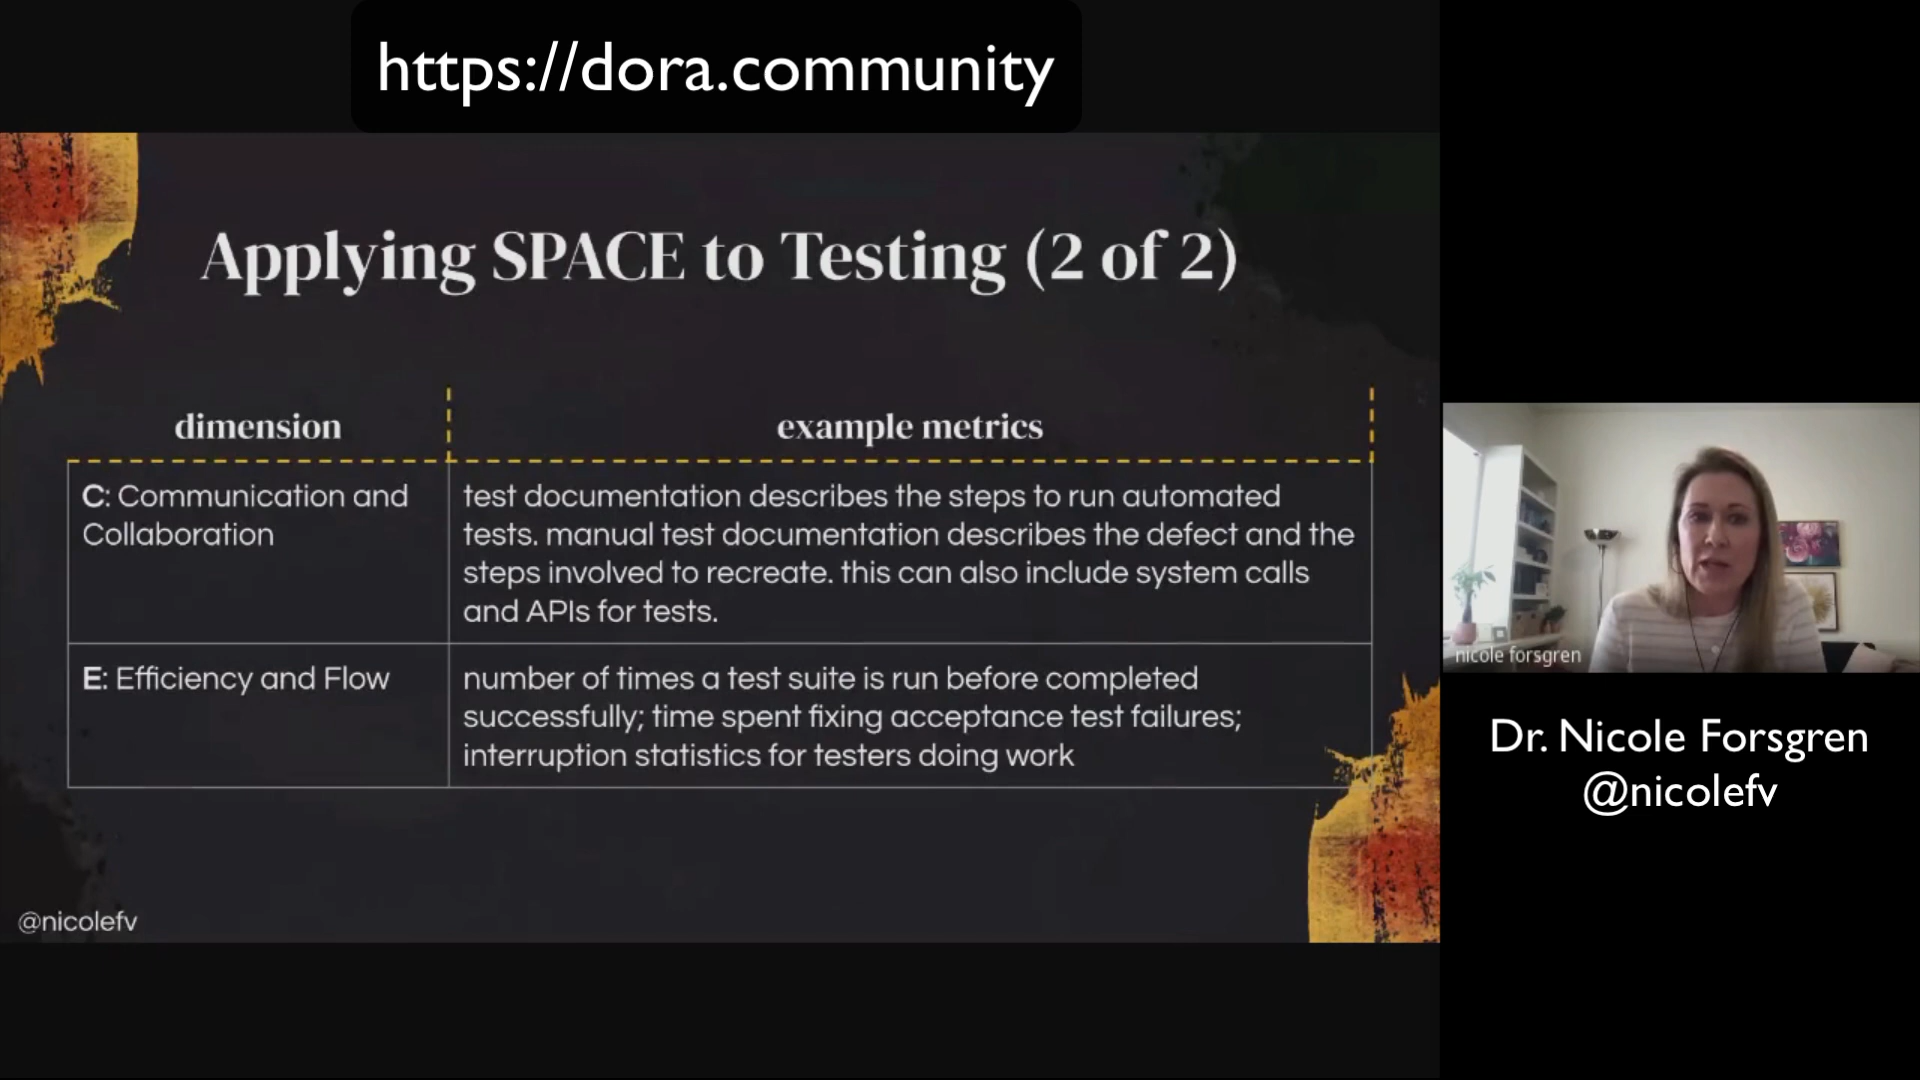 https://dora.community
Applying SPACE to Testing (2 of 2)
dimension
example metrics
C: Communication and
Collaboration
test documentation describes the steps to run automated
tests. manual test documentation describes the defect and the
steps involved to recreate. this can also include system calls
and APIs for tests.
E: Efficiency and Flow
number of times a test suite is run before completed
successfully; time spent fixing acceptance test failures;
interruption statistics for testers doing work
@nicolefv
nicole forsgren
Dr. Nicole Forsgren
@nicolefv